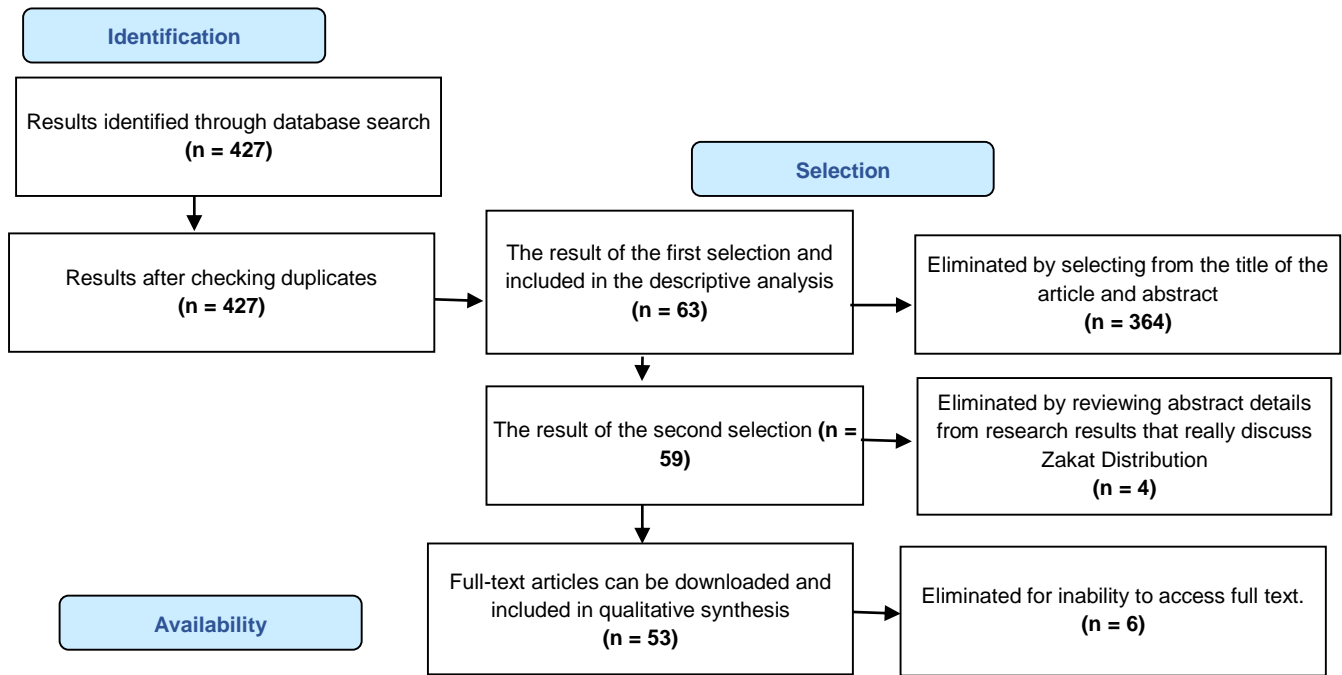 Identification
Results identified through database search
(n = 427)
Selection
Results after checking duplicates
(n = 427)
The result of the first selection and
included in the descriptive analysis
(n = 63)
Eliminated by selecting from the title of the
article and abstract
(n = 364)
The result of the second selection (n =
59)
Eliminated by reviewing abstract details
from research results that really discuss
Zakat Distribution
(n = 4)
Availability
Full-text articles can be downloaded and
included in qualitative synthesis
(n = 53)
Eliminated for inability to access full text.
(n = 6)